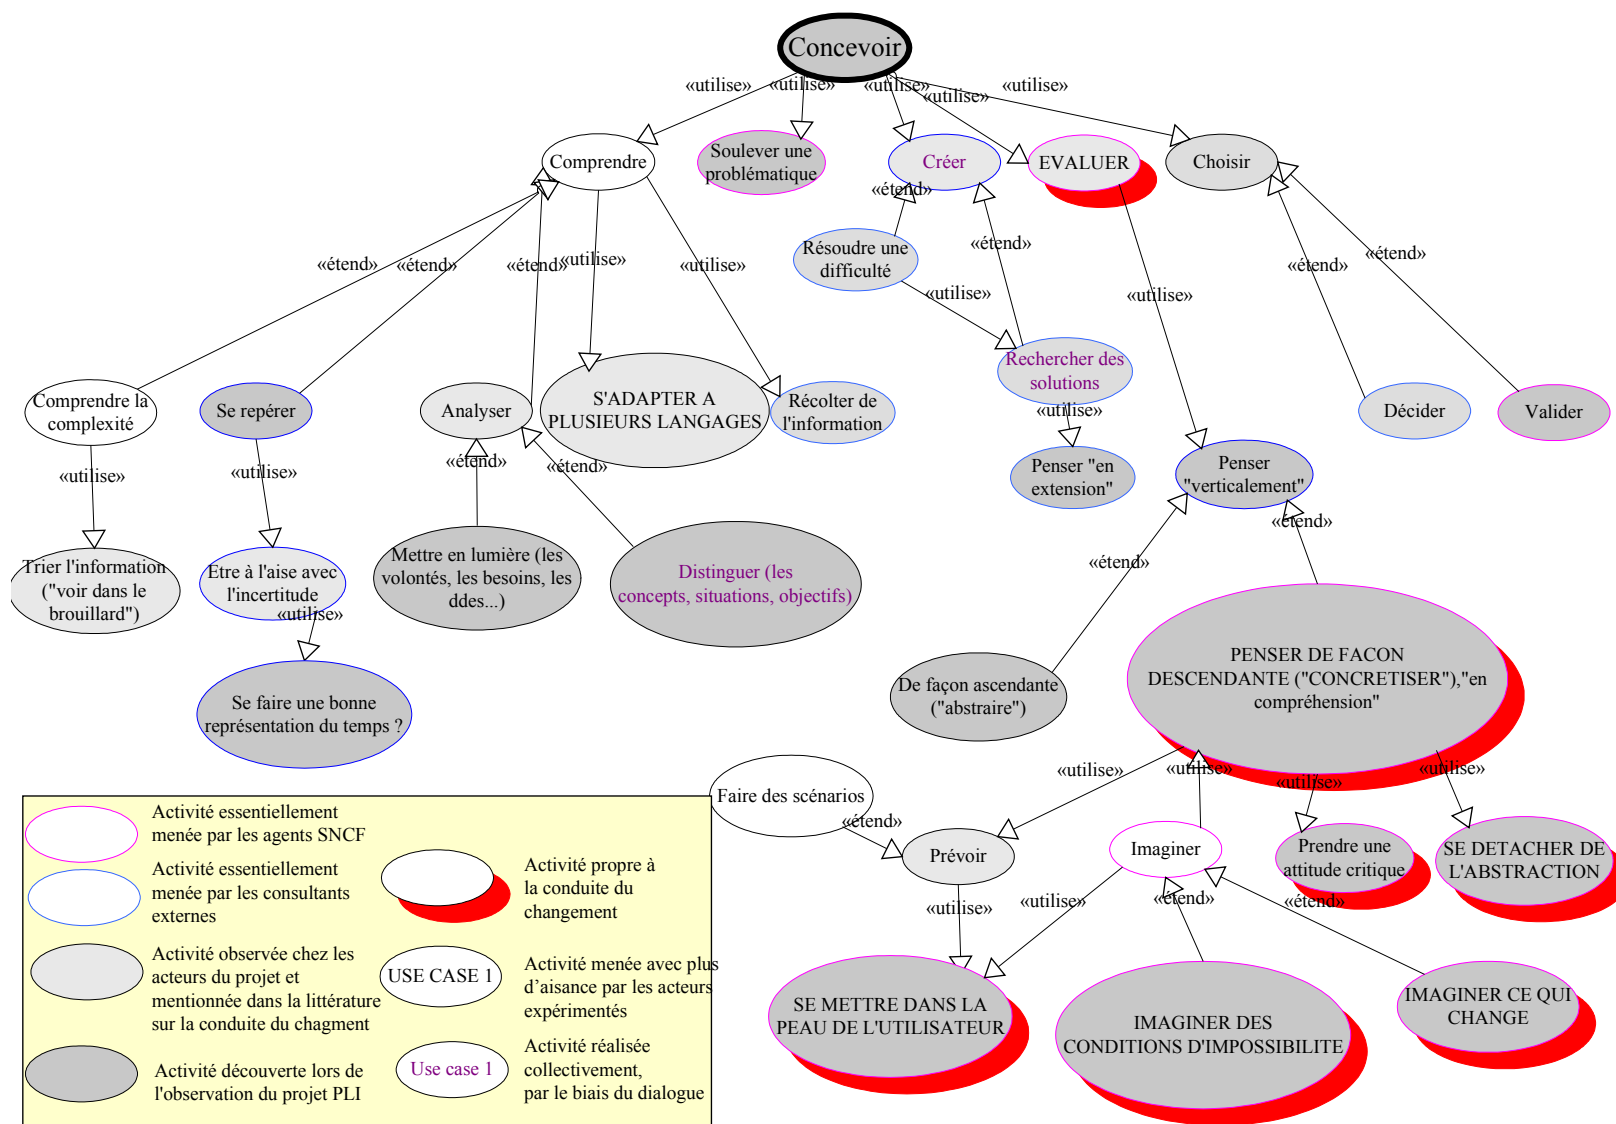 Concevoir
«utilise»
«utilise»
«utilise»
«utilise»
«utilise»
Comprendre
Soulever une
problématique
Créer
EVALUER
Choisir
«étend»
«étend»
«étend»
«étend»
«utilise»
«utilise»
«étend»
Résoudre une
difficulté
«utilise»
«utilise»
«étend»
«étend»
Comprendre la
complexité
Se repérer
Analyser
S'ADAPTER A
PLUSIEURS LANGAGES
Récolter de
l'information
Rechercher des
solutions
Décider
Valider
«utilise»
«utilise»
«étend»
«étend»
«utilise»
Penser "en
extension"
Penser
"verticalement"
«étend»
«étend»
Trier l'information
("voir dans le
brouillard")
Etre à l'aise avec
l'incertitude
«utilise»
Mettre en lumière (les
volontés, les besoins, les
ddes...)
Distinguer (les
concepts, situations, objectifs)
Se faire une bonne
représentation du temps ?
De façon ascendante
("abstraire")
PENSER DE FACON
DESCENDANTE ("CONCRETISER"),"en
compréhension"
«utilise»
«utilise»
«utilise»
«utilise»
Faire des scénarios
«étend»
Prévoir
Imaginer
Prendre une
attitude critique
SE DETACHER DE
L'ABSTRACTION
«utilise»
«utilise»
«étend»
«étend»
SE METTRE DANS LA
PEAU DE L'UTILISATEUR
IMAGINER DES
CONDITIONS D'IMPOSSIBILITE
IMAGINER CE QUI
CHANGE
Activité essentiellement
menée par les agents SNCF
Activité essentiellement
menée par les consultants
externes
Activité observée chez les
acteurs du projet et
mentionnée dans la littérature
sur la conduite du chagment
Activité découverte lors de
l'observation du projet PLI
Activité propre à
la conduite du
changement
USE CASE 1
Activité menée avec plus
d’aisance par les acteurs
expérimentés
Use case 1
Activité réalisée
collectivement,
par le biais du dialogue